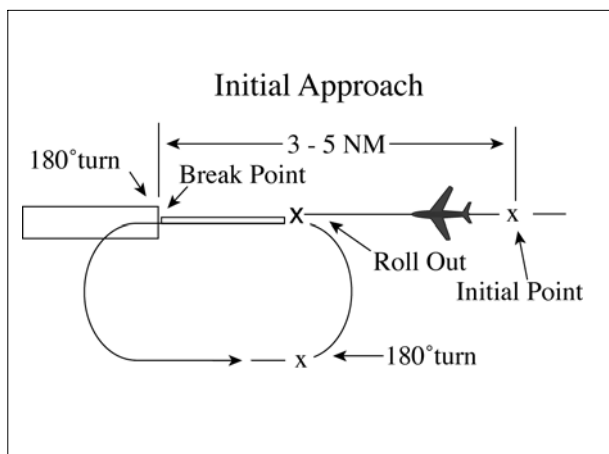 Initial Approach
3 - 5 NM
180˚turn
Break Point
x
x
Roll Out
Initial Point
x
180˚turn